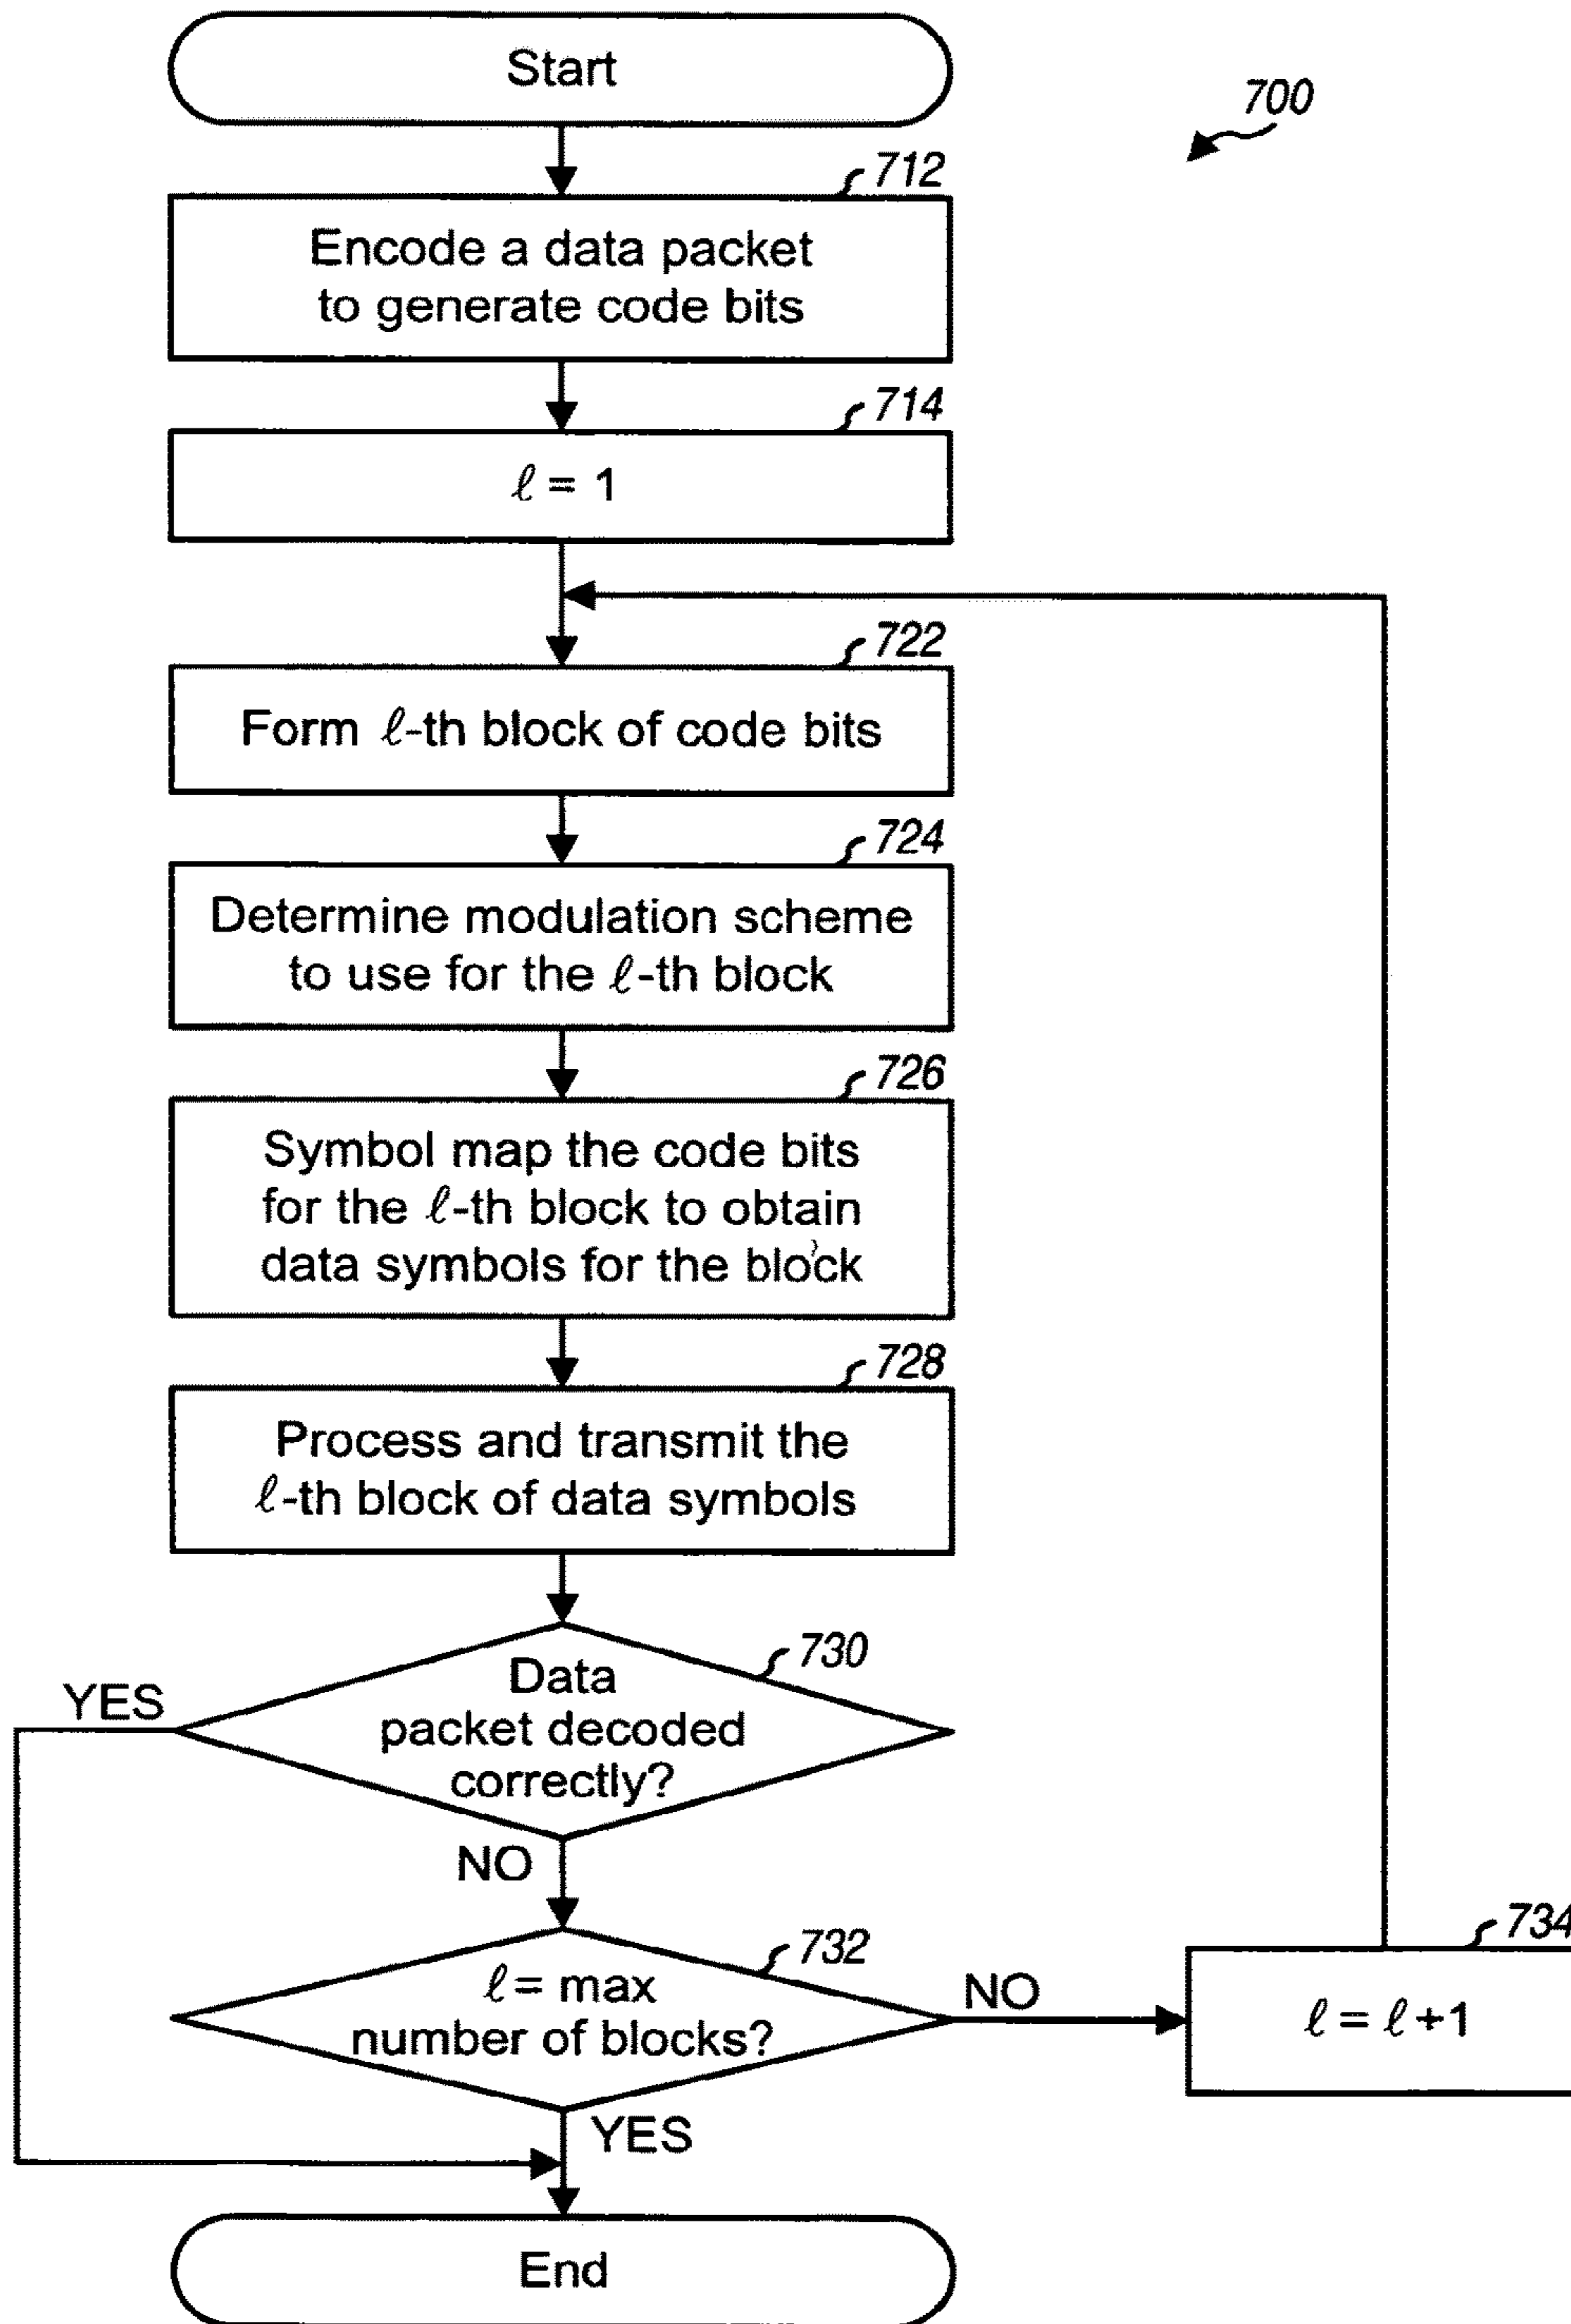 Start
700
712
Encode a data packet
to generate code bits
714
ℓ = 1
722
Form ℓ-th block of code bits
724
Determine modulation scheme
to use for the ℓ-th block
726
Symbol map the code bits
for the ℓ-th block to obtain
data symbols for the block
728
Process and transmit the
ℓ-th block of data symbols
730
YES
Data
packet decoded
correctly?
NO
732
734
ℓ = max
number of blocks?
NO
ℓ = ℓ +1
YES
End